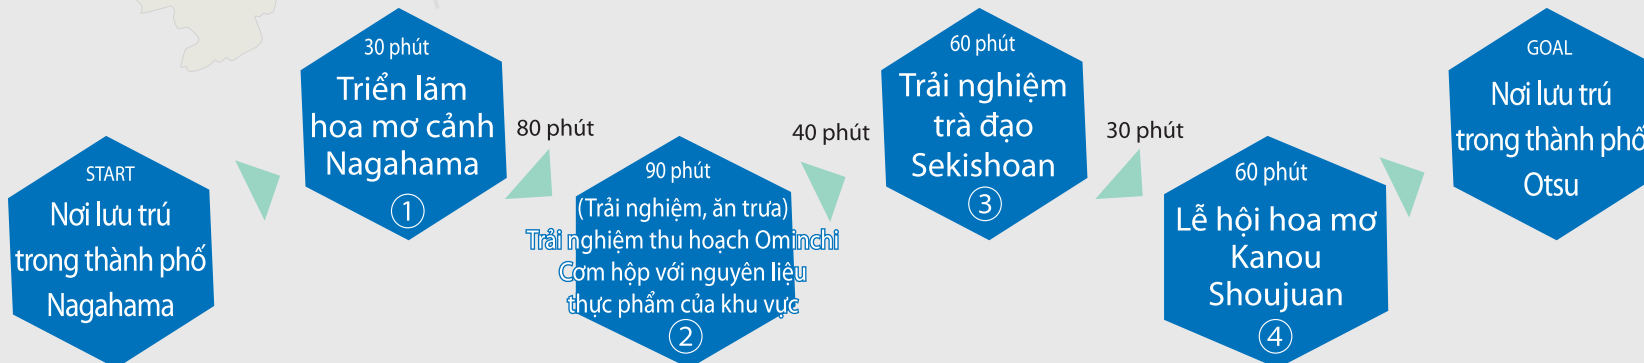 START
Nơi lưu trú
trong thành phố
Nagahama
30 phút
Triển lãm
hoa mơ cảnh
Nagahama
①
80 phút
90 phút
(Trải nghiệm, ăn trưa)
Trải nghiệm thu hoạch Ominchi
Cơm hộp với nguyên liệu
thực phẩm của khu vực
②
40 phút
60 phút
Trải nghiệm
trà đạo
Sekishoan
③
30 phút
60 phút
Lễ hội hoa mơ
Kanou
Shoujuan
④
GOAL
Nơi lưu trú
trong thành phố
Otsu